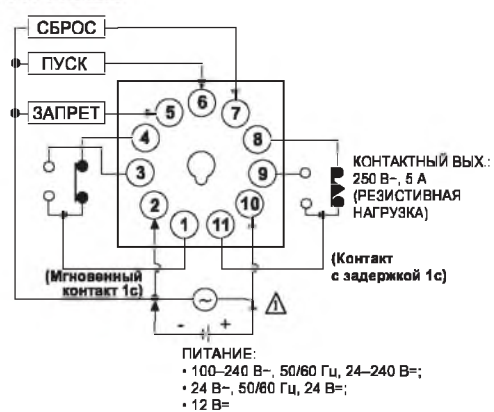 СБРОС
ПУСК
ЗАПРЕТ
6
5
7
4
8
3
9
2
10
1
11
КОНТАКТНЫЙ ВЫХ.:
250 В~, 5 А
(РЕЗИСТИВНАЯ
НАГРУЗКА)
(Мгновенный
контакт 1с)
(Контакт
с задержкой 1с)
~
1
- +
ПИТАНИЕ:
• 100–240 В~, 50/60 Гц, 24–240 В=;
• 24 В~, 50/60 Гц, 24 В=;
• 12 В=